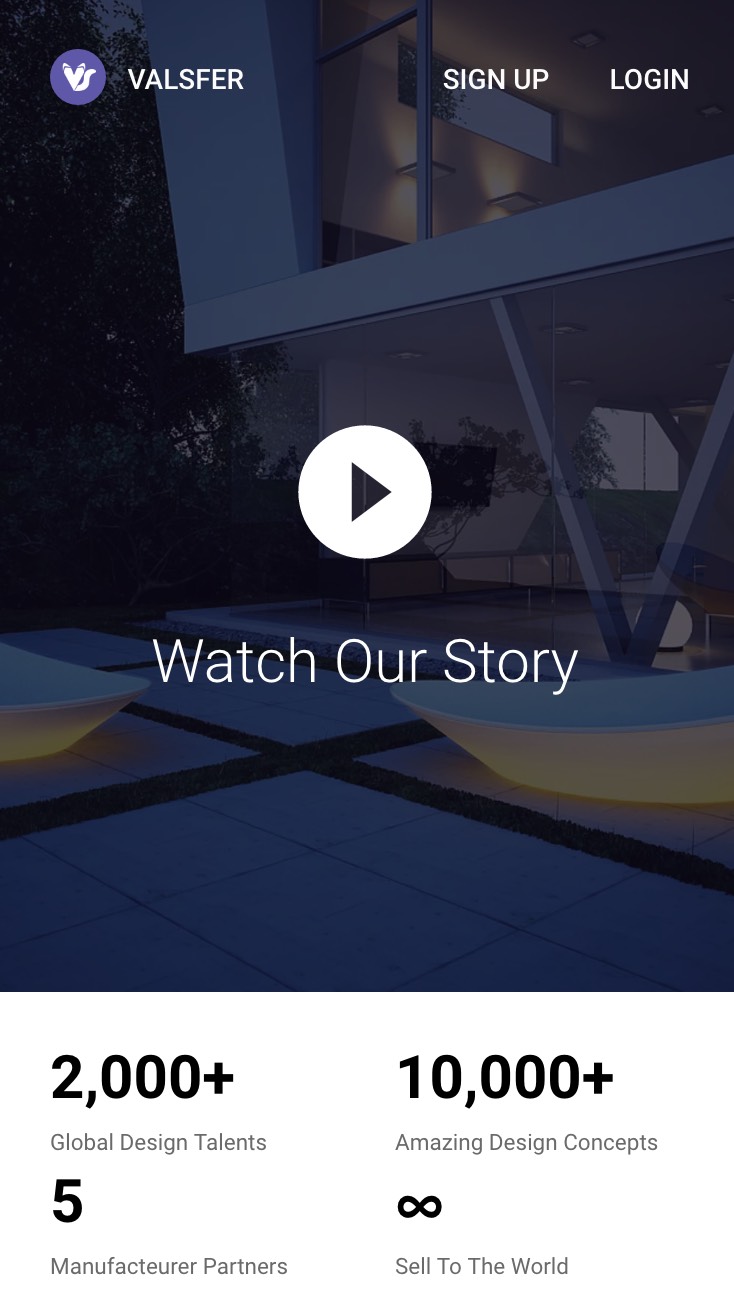 VALSFER SIGN UP LOGIN
Watch Our Story
2,000+ 10,000+
Global Design Talents Amazing Design Concepts
5 ∞
Manufacteurer Partners Sell To The World